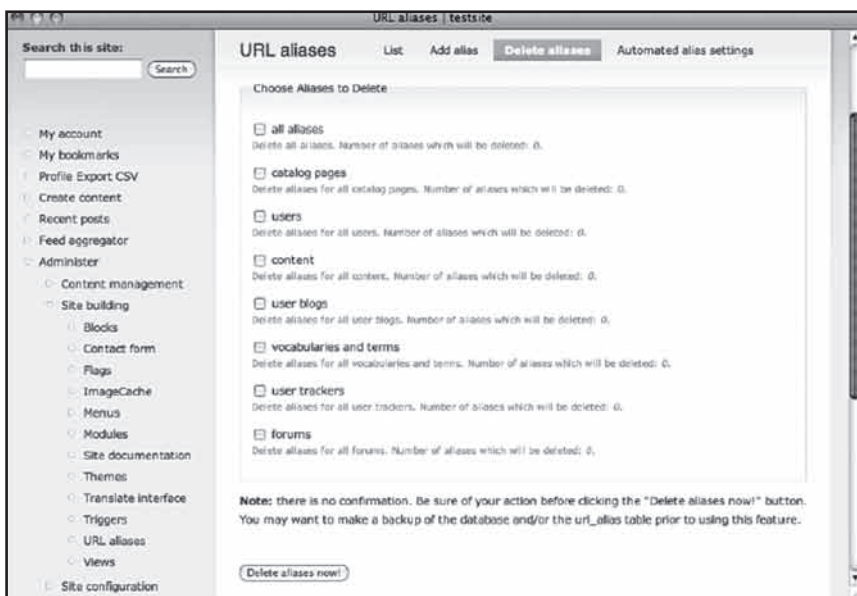 URL aliases | testsite
Search this site:
Search
My account
My bookmarks
Profile Export CSV
Create content
Recent posts
Feed aggregator
Administer
Content management
Site building
Blocks
Contact form
Flags
ImageCache
Menus
Modules
Site documentation
Themes
Translate interface
Triggers
URL aliases
Views
Site configuration
URL aliases
List
Add alias
Delete aliases
Automated alias settings
Choose Aliases to Delete
all aliases
Delete all aliases. Number of aliases which will be deleted: 0.
catalog pages
Delete aliases for all catalog pages. Number of aliases which will be deleted: 0.
users
Delete aliases for all users. Number of aliases which will be deleted: 0.
content
Delete aliases for all content. Number of aliases which will be deleted: 0.
user blogs
Delete aliases for all user blogs. Number of aliases which will be deleted: 0.
vocabularies and terms
Delete aliases for all vocabularies and terms. Number of aliases which will be deleted: 0.
user trackers
Delete aliases for all user trackers. Number of aliases which will be deleted: 0.
forums
Delete aliases for all forums. Number of aliases which will be deleted: 0.
Note: there is no confirmation. Be sure of your action before clicking the "Delete aliases now!" button.
You may want to make a backup of the database and/or the url_alias table prior to using this feature.
Delete aliases now!